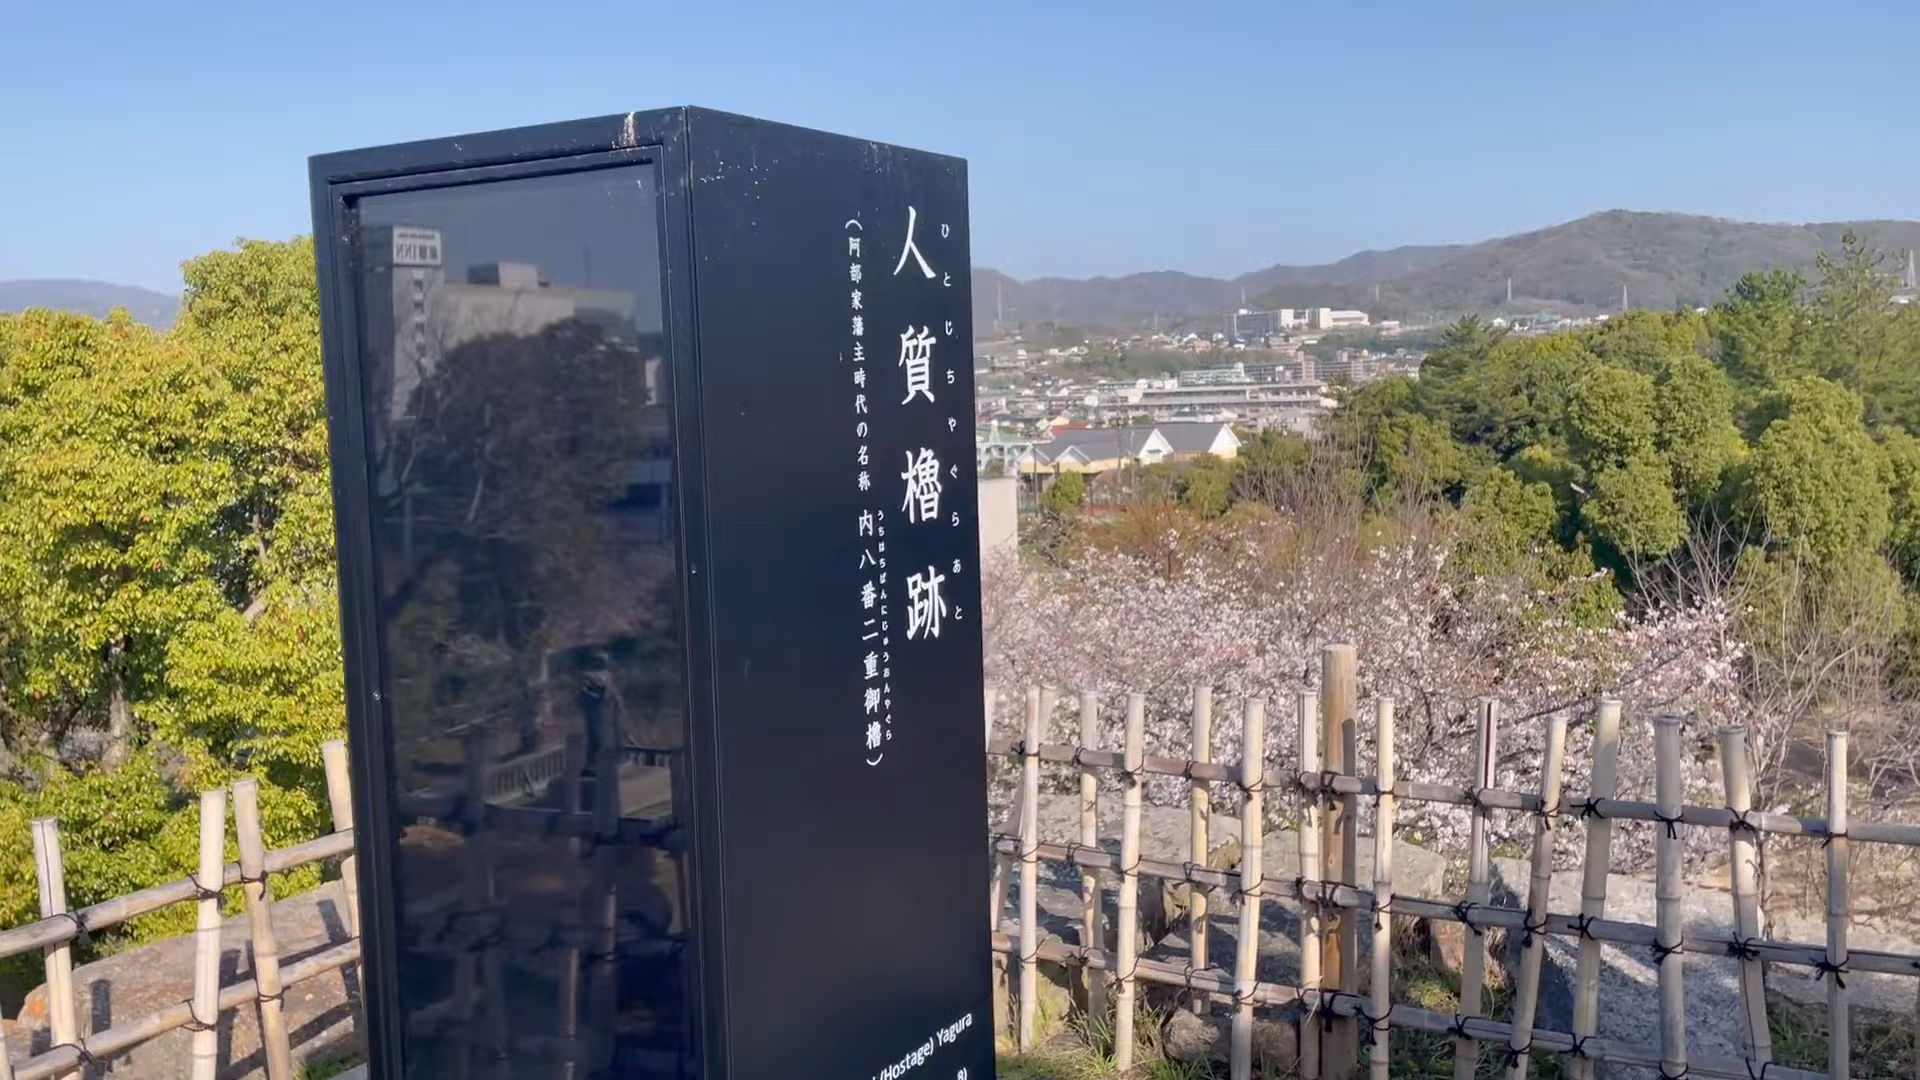 人質櫓跡
ひとじちやぐらあと
(阿部家藩主時代の名称 内八番二重御櫓)
うちはちばんにじゅうおんやぐら
(Hostage) Yagura
8)